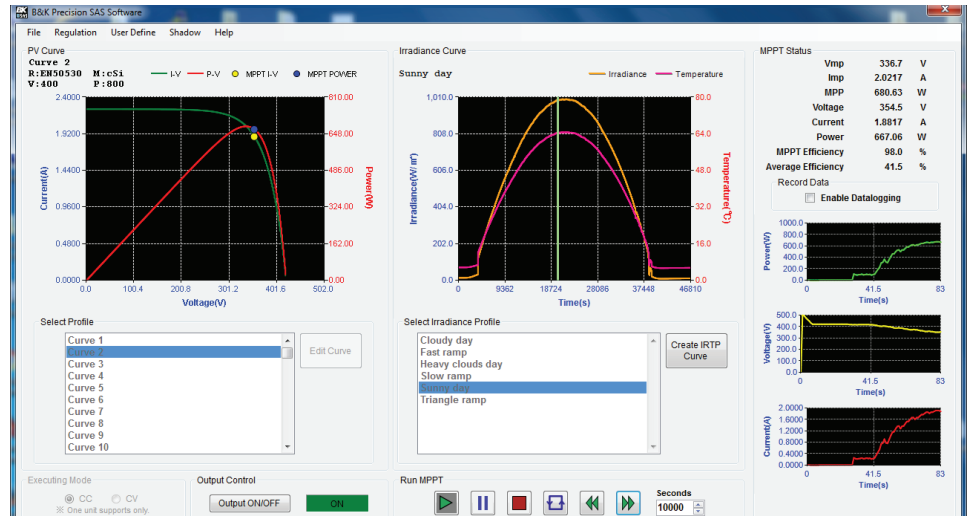 B&K Precision SAS Software
File Regulation User Define Shadow Help
PV Curve
Curve 2
R:EN50530 M:cSi
V:400 P:800
I-V P-V MPPT I-V MPPT POWER
2.4000
1.9200
1.4400
0.9600
0.4800
0.0000
Current(A)
810.00
648.00
486.00
324.00
162.00
0.00
Power(W)
0.0 100.4 200.8 301.2 401.6 502.0
Voltage(V)
Irradiance Curve
Sunny day
Irradiance Temperature
1,010.0
808.0
606.0
404.0
202.0
0.0
Irradiance(W/㎡)
80.0
64.0
48.0
32.0
16.0
0.0
Temperature(℃)
0 9362 18724 28086 37448 46810
Time(s)
MPPT Status
Vmp 336.7 V
Imp 2.0217 A
MPP 680.63 W
Voltage 354.5 V
Current 1.8817 A
Power 667.06 W
MPPT Efficiency 98.0 %
Average Efficiency 41.5 %
Record Data
Enable Datalogging
1000.0
800.0
600.0
400.0
200.0
0.0
Power(W)
0 41.5 83
Time(s)
500.0
400.0
300.0
200.0
100.0
0.0
Voltage(V)
0 41.5 83
Time(s)
2.0000
1.6000
1.2000
0.8000
0.4000
0.0000
Current(A)
0 41.5 83
Time(s)
Select Profile
Curve 1
Curve 2
Curve 3
Curve 4
Curve 5
Curve 6
Curve 7
Curve 8
Curve 9
Curve 10
Edit Curve
Select Irradiance Profile
Cloudy day
Fast ramp
Heavy clouds day
Slow ramp
Sunny day
Triangle ramp
Create IRTP
Curve
Executing Mode
CC CV
※ One unit supports only.
Output Control
Output ON/OFF ON
Run MPPT
Seconds
10000